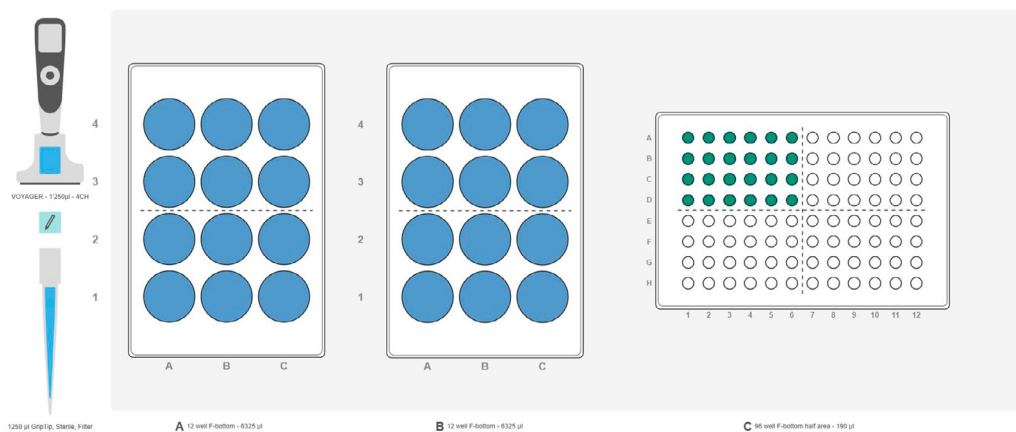 VOYAGER - 1'250µl - 4CH
1250 µl GripTip, Sterile, Filter
4
3
2
1
A B C
A 12 well F-bottom - 6325 µl
4
3
2
1
A B C
B 12 well F-bottom - 6325 µl
A
B
C
D
E
F
G
H
1 2 3 4 5 6 7 8 9 10 11 12
C 96 well F-bottom half area - 190 µl